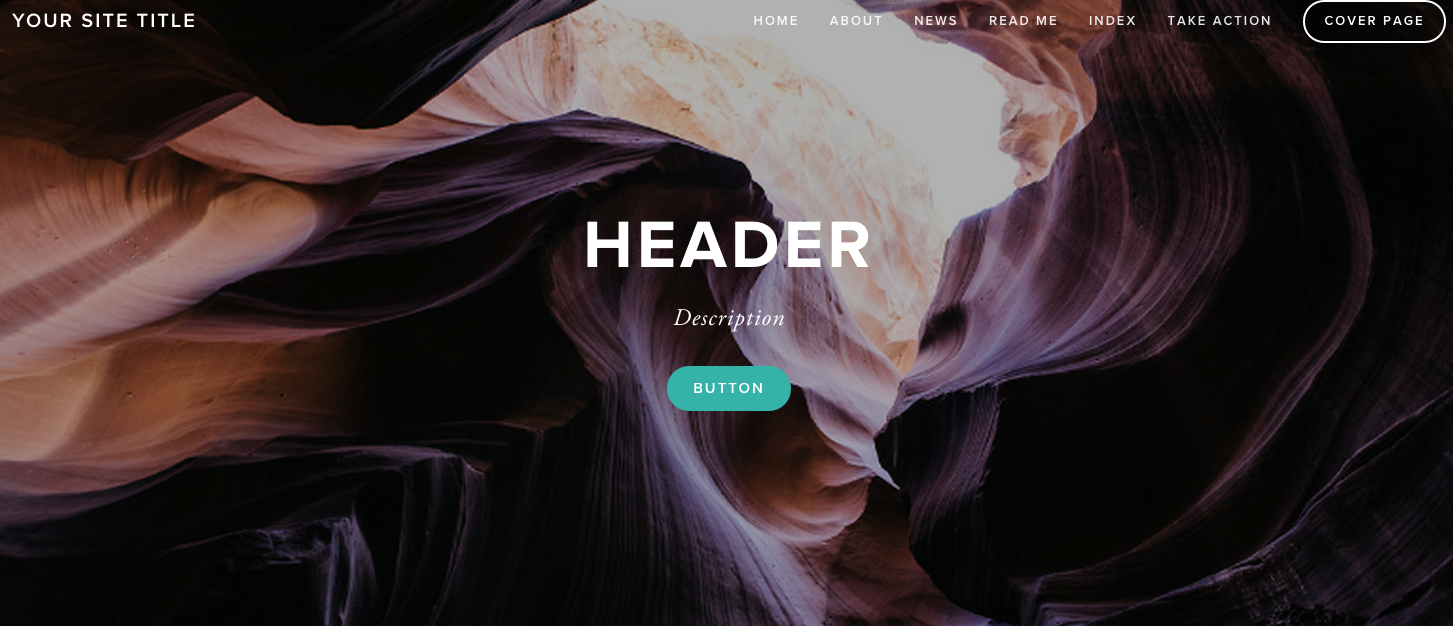 YOUR SITE TITLE
HOME ABOUT NEWS READ ME INDEX TAKE ACTION COVER PAGE
HEADER
Description
BUTTON